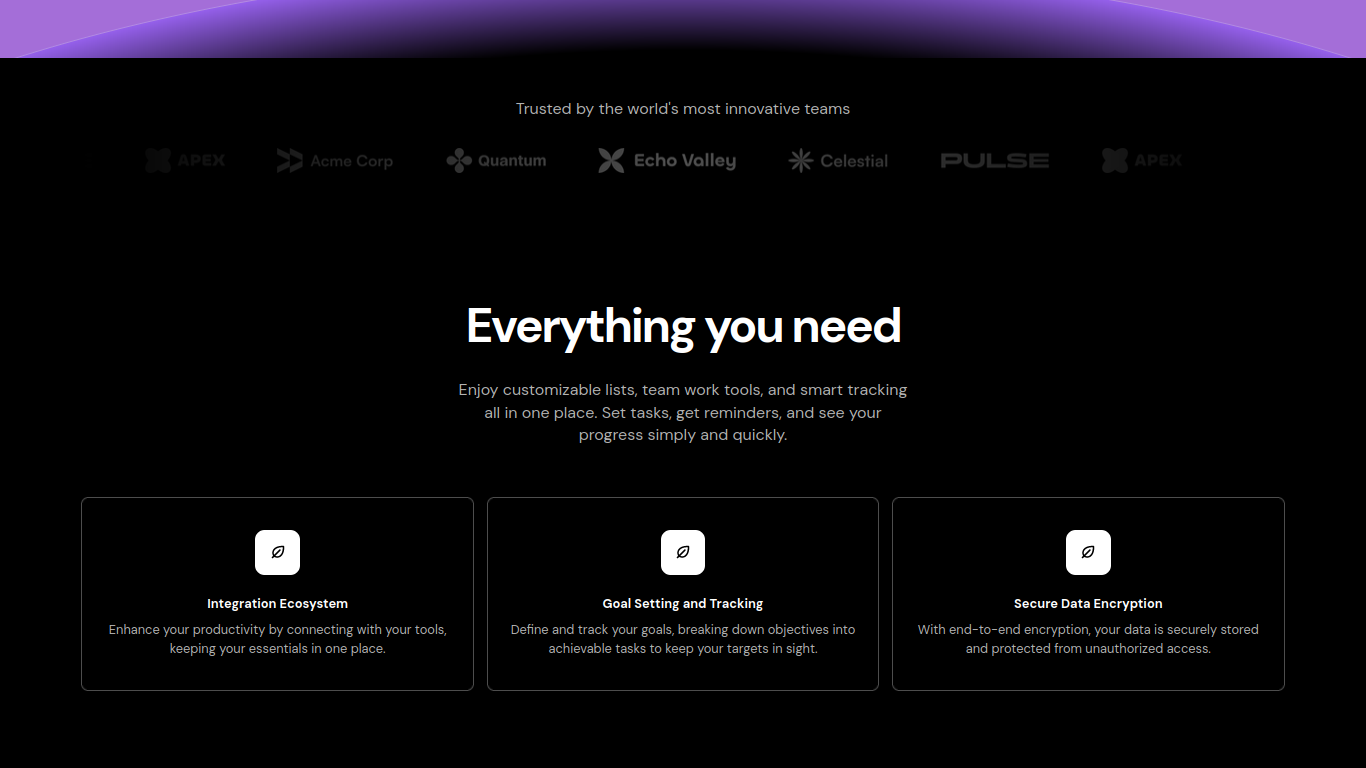 Trusted by the world's most innovative teams
APEX Acme Corp Quantum Echo Valley Celestial PULSE APEX
Everything you need
Enjoy customizable lists, team work tools, and smart tracking
all in one place. Set tasks, get reminders, and see your
progress simply and quickly.
Integration Ecosystem
Enhance your productivity by connecting with your tools,
keeping your essentials in one place.
Goal Setting and Tracking
Define and track your goals, breaking down objectives into
achievable tasks to keep your targets in sight.
Secure Data Encryption
With end-to-end encryption, your data is securely stored
and protected from unauthorized access.